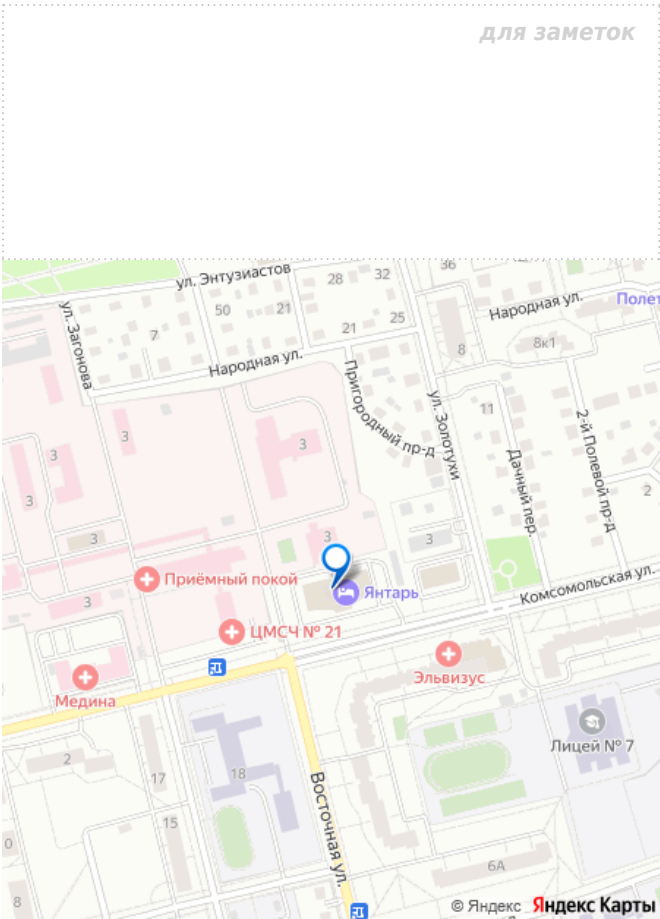 для заметок
ул. Энтузиастов
28
32
36
50
21
Народная ул.
Полет
ул. Загонова
7
21
25
8
8к1
Народная ул.
Пригородный пр-д
ул. Золотухи
11
2-й Полевой пр-д
3
3
Дачный пер.
3
3
2
3
3
3
Приёмный покой
Янтарь
Комсомольская ул.
3
ЦМСЧ № 21
Эльвизус
Медина
Лицей № 7
2
17
18
Восточная ул.
15
0
6А
8
© Яндекс Яндекс Карты